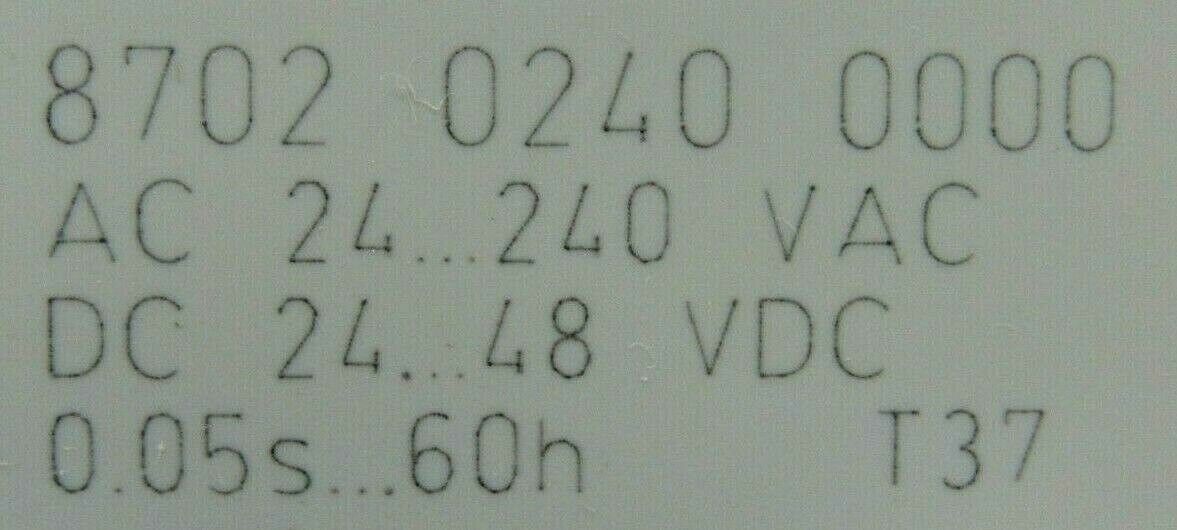 8702 0240 0000
AC 24...240 VAC
DC 24...48 VDC
0.05s...60h T37